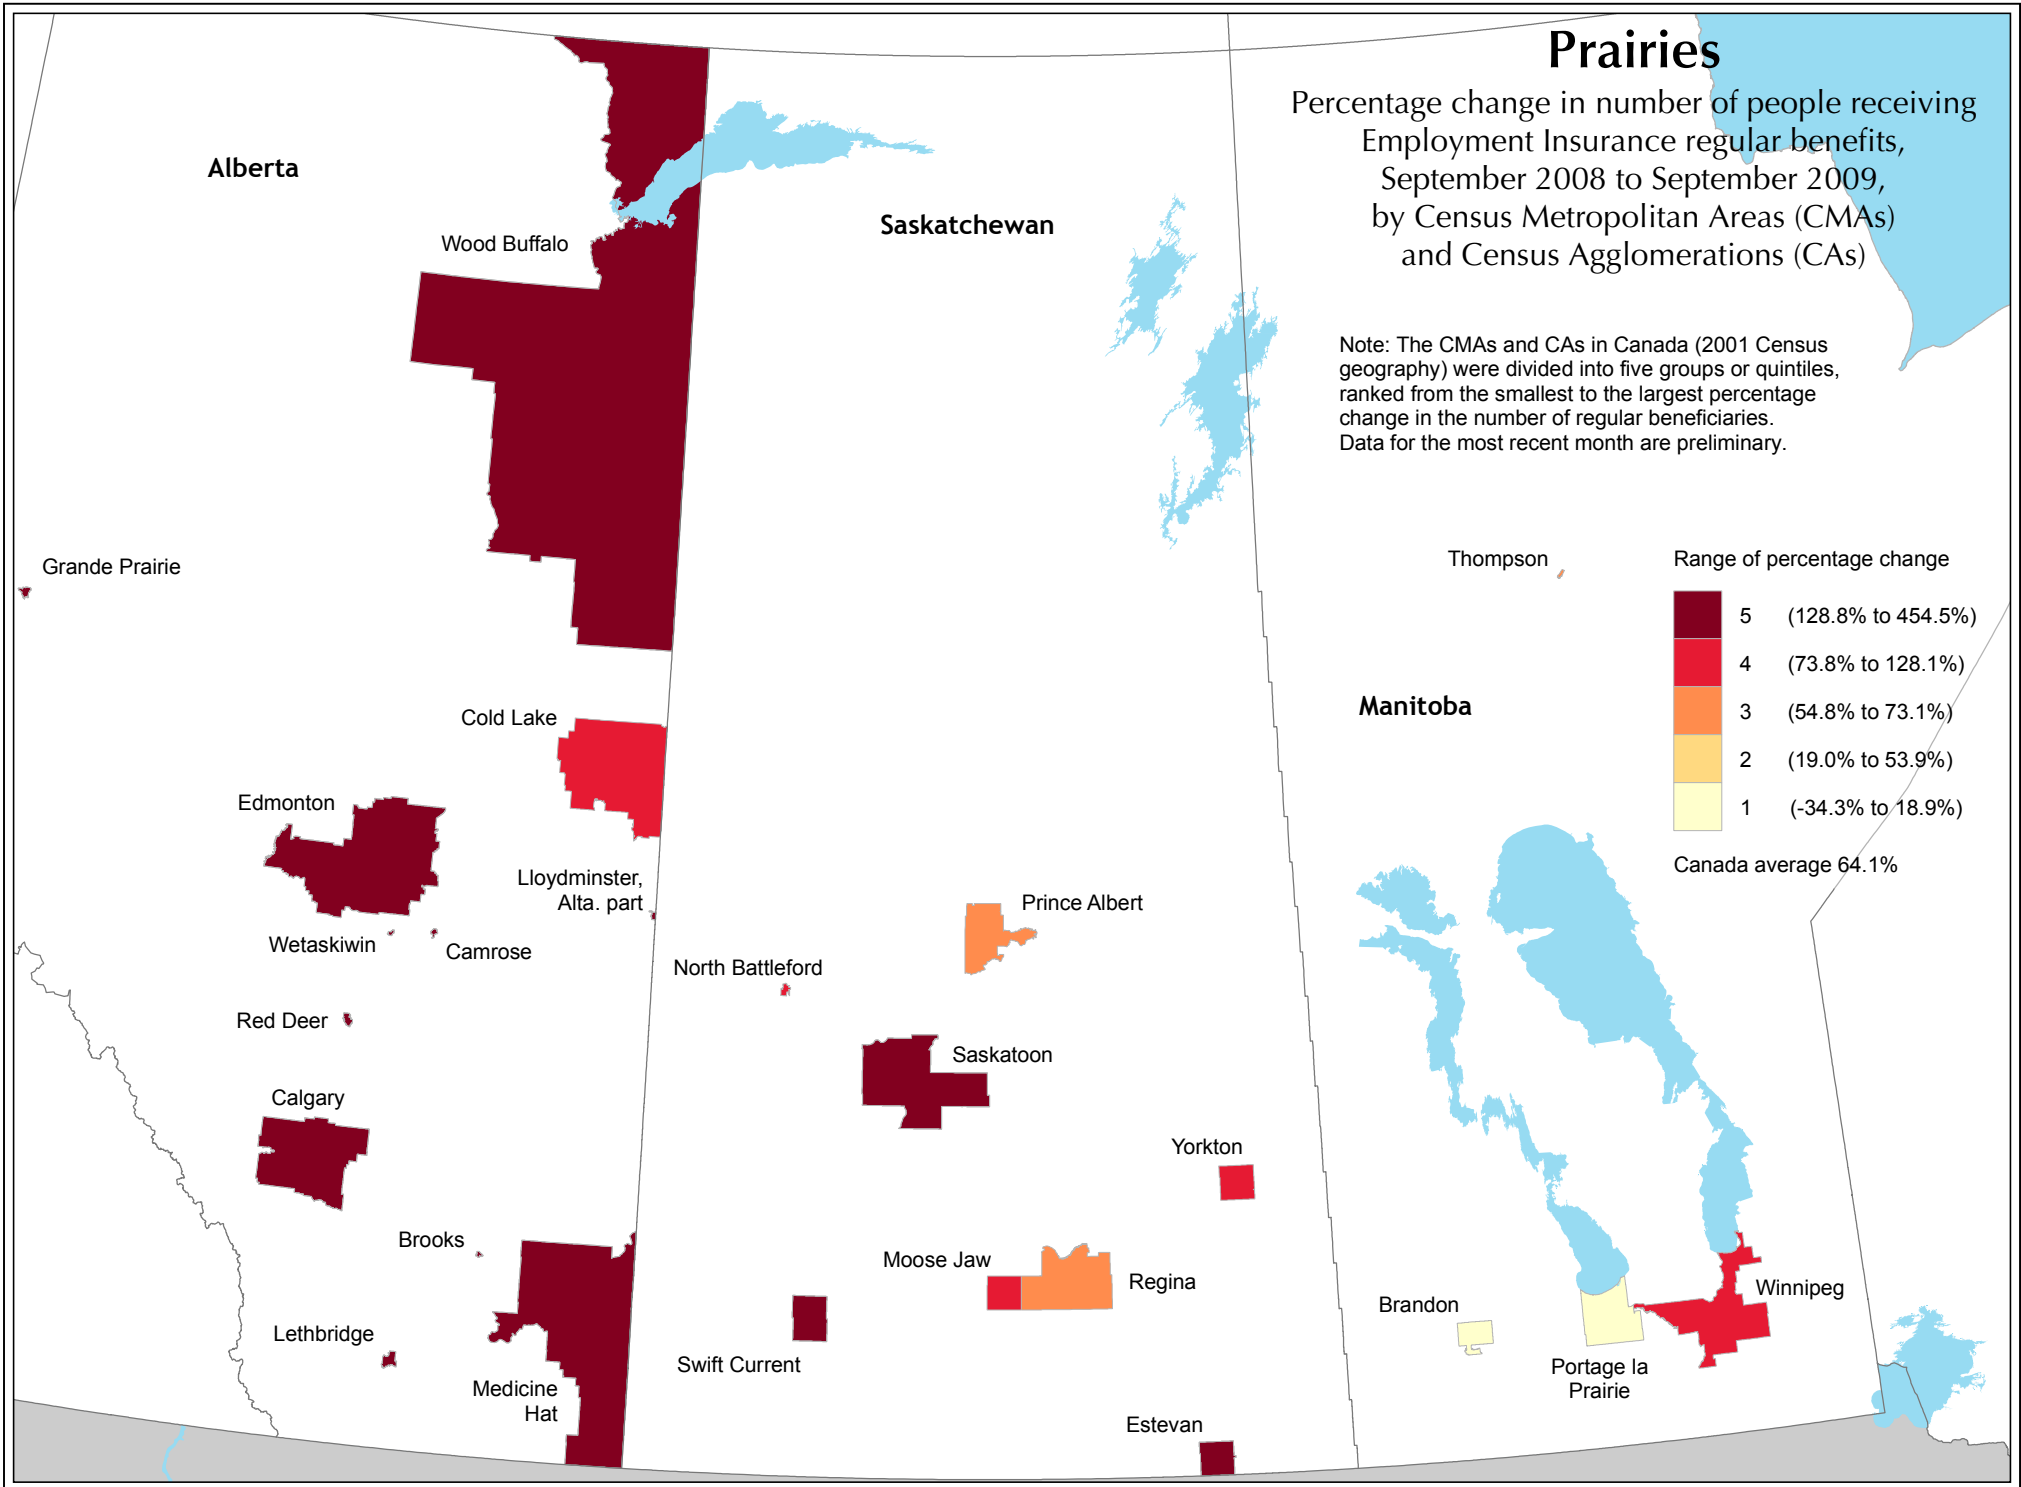 Prairies
Percentage change in number of people receiving
Employment Insurance regular benefits,
September 2008 to September 2009,
by Census Metropolitan Areas (CMAs)
and Census Agglomerations (CAs)
Note: The CMAs and CAs in Canada (2001 Census
geography) were divided into five groups or quintiles,
ranked from the smallest to the largest percentage
change in the number of regular beneficiaries.
Data for the most recent month are preliminary.
Alberta
Saskatchewan
Wood Buffalo
Grande Prairie
Thompson
Range of percentage change
5 (128.8% to 454.5%)
4 (73.8% to 128.1%)
3 (54.8% to 73.1%)
2 (19.0% to 53.9%)
1 (-34.3% to 18.9%)
Canada average 64.1%
Manitoba
Cold Lake
Edmonton
Lloydminster,
Alta. part
Prince Albert
Wetaskiwin
Camrose
North Battleford
Red Deer
Saskatoon
Calgary
Yorkton
Brooks
Moose Jaw
Regina
Winnipeg
Brandon
Lethbridge
Swift Current
Portage la
Prairie
Medicine
Hat
Estevan